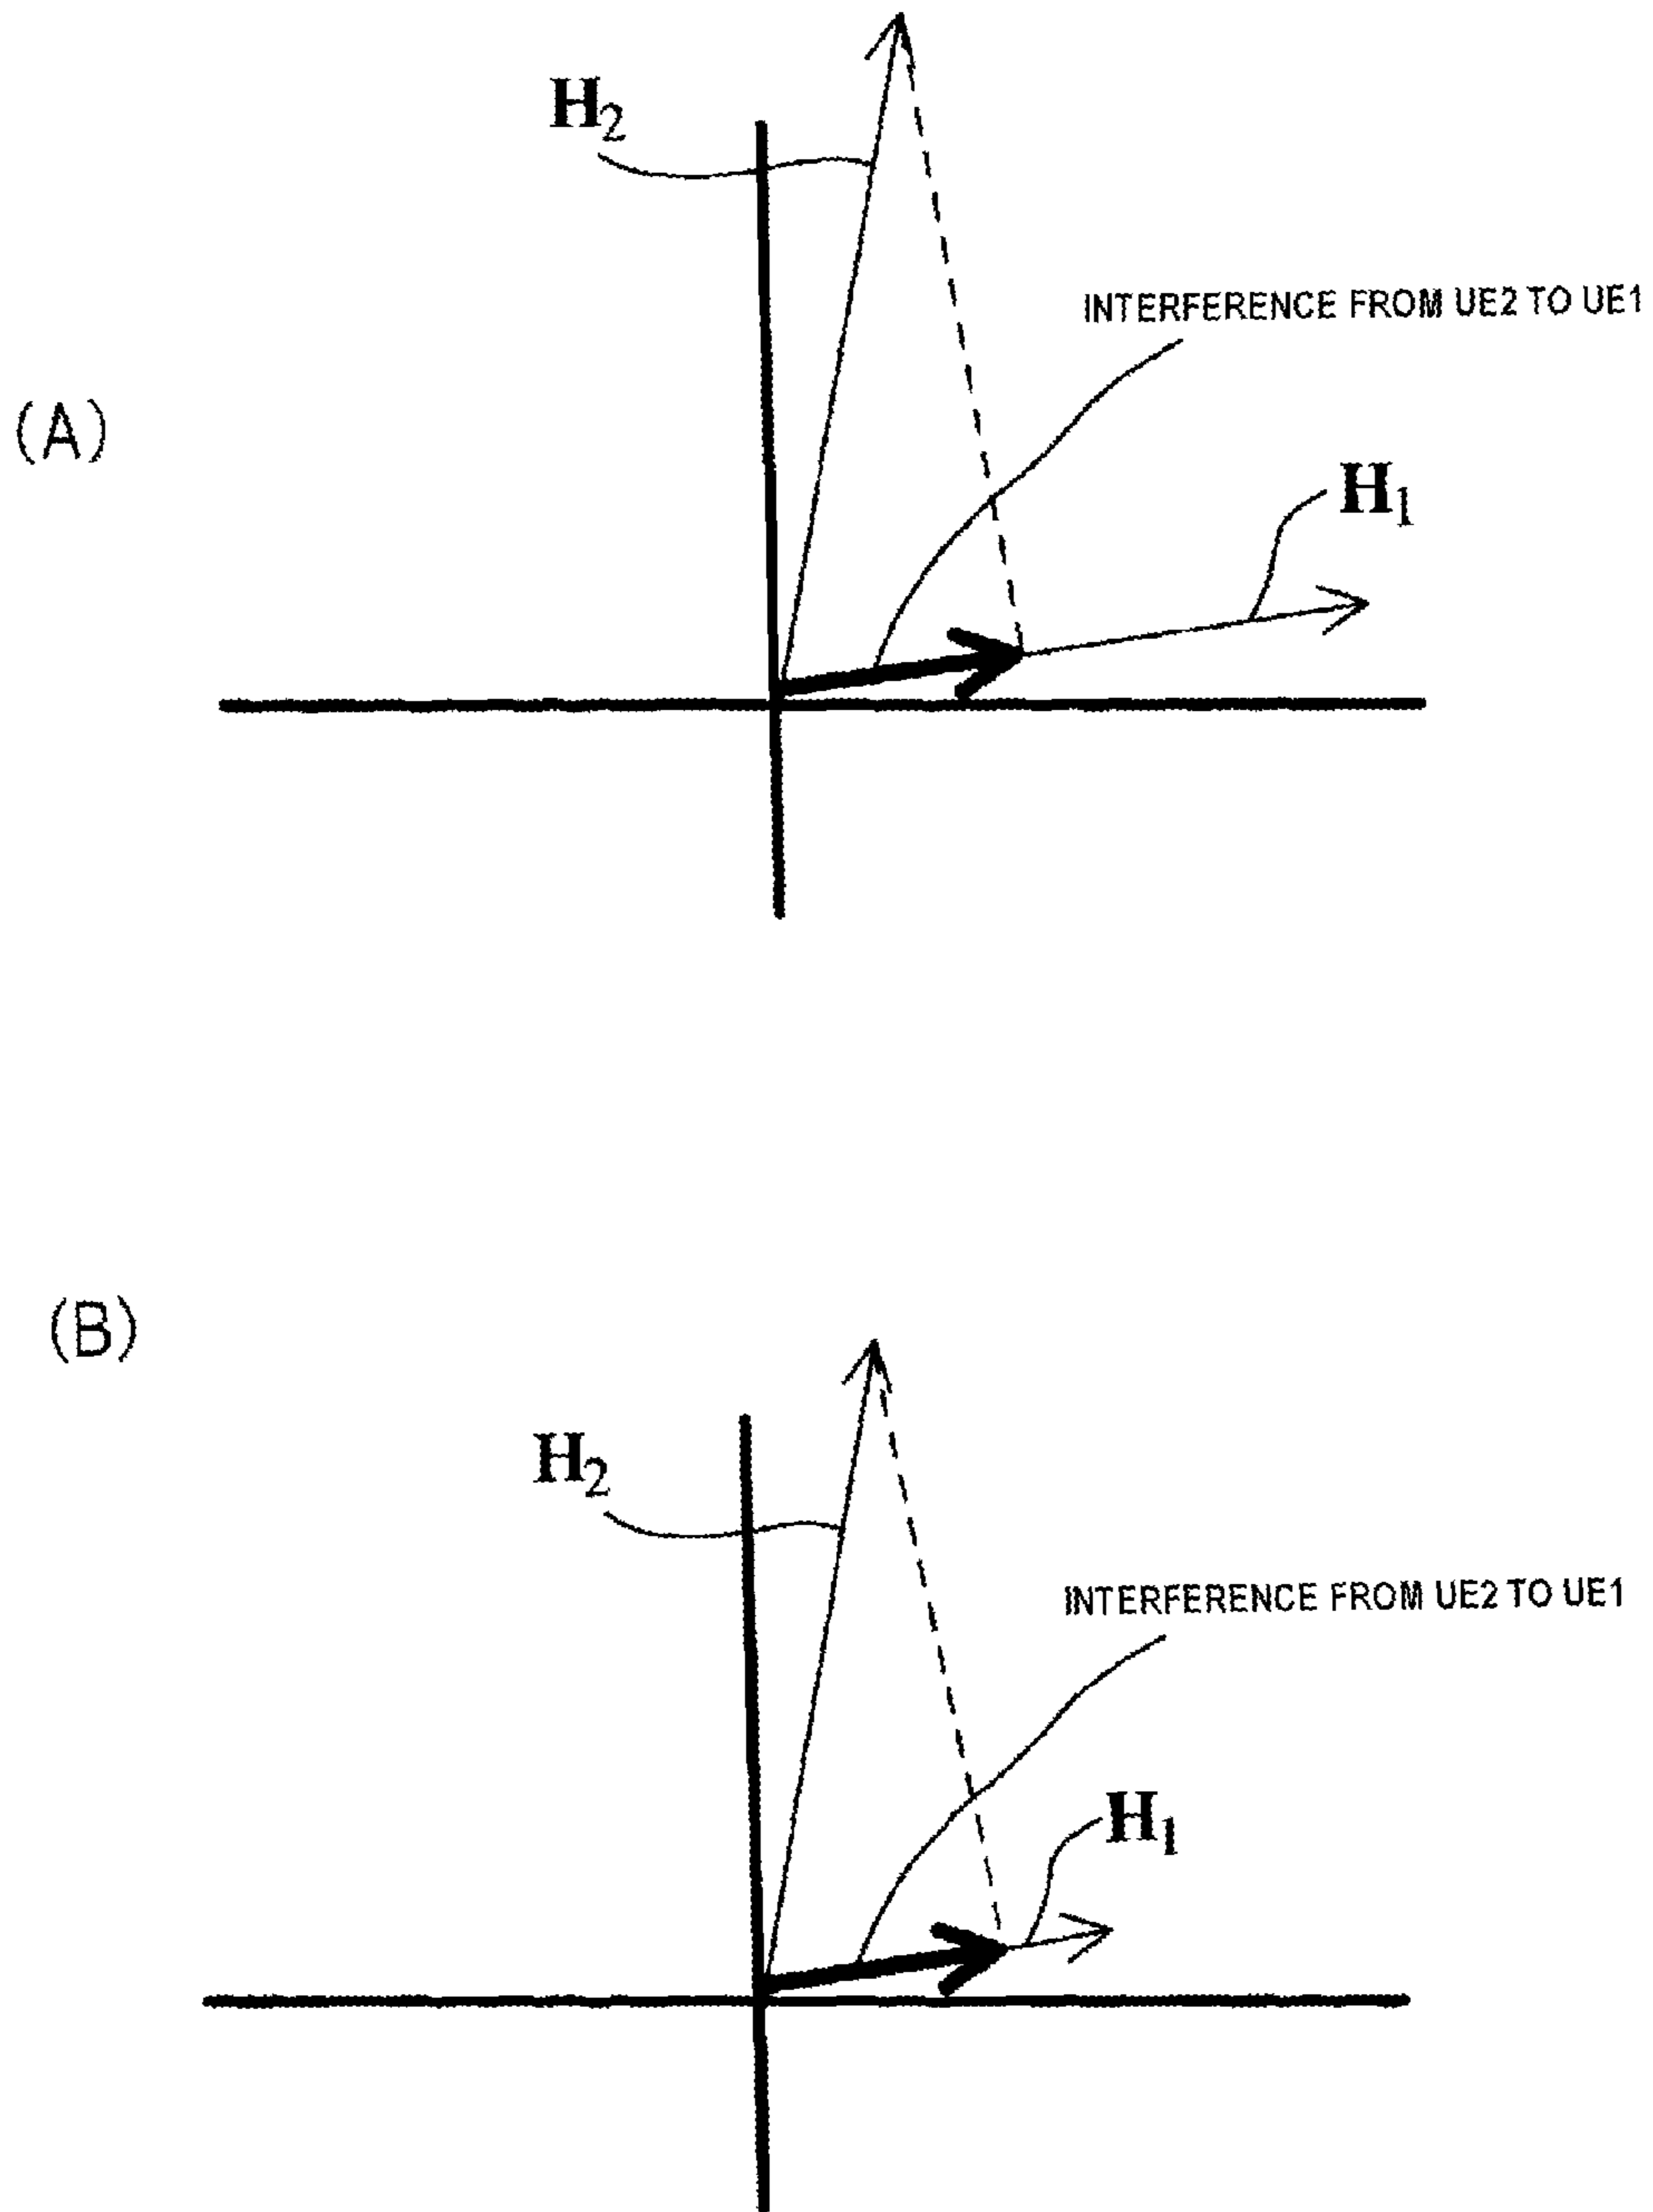 H₂
INTERFERENCE FROM UE2 TO UE1
(A)
H₁
(B)
H₂
INTERFERENCE FROM UE2 TO UE1
H₁